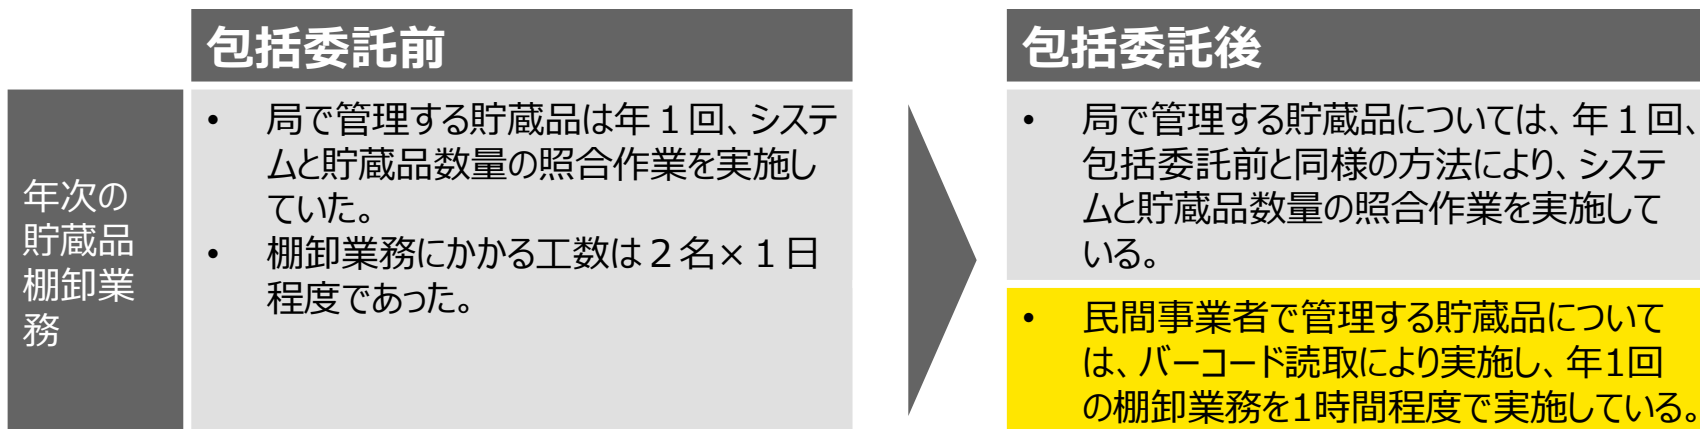 包括委託前
包括委託後
年次の
貯蔵品
棚卸業
務
• 局で管理する貯蔵品は年１回、システ
ムと貯蔵品数量の照合作業を実施し
ていた。
• 棚卸業務にかかる工数は２名×１日
程度であった。
• 局で管理する貯蔵品については、年１回、
包括委託前と同様の方法により、システ
ムと貯蔵品数量の照合作業を実施して
いる。
• 民間事業者で管理する貯蔵品について
は、バーコード読取により実施し、年1回
の棚卸業務を1時間程度で実施している。